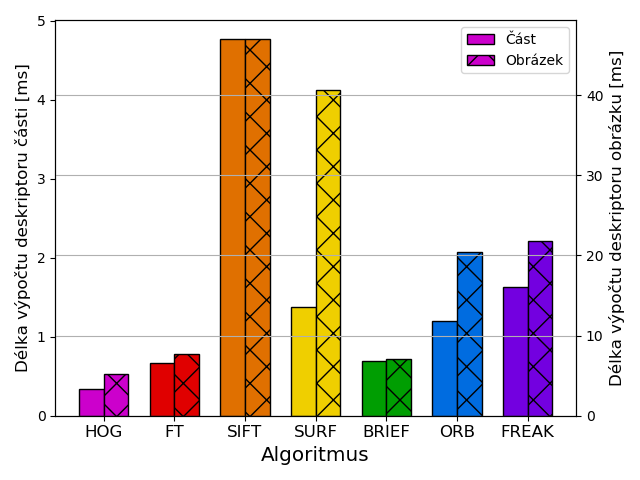 Část
Obrázek
Délka výpočtu deskriptoru části [ms]
5
4
3
2
1
0
Délka výpočtu deskriptoru obrázku [ms]
40
30
20
10
0
HOG FT SIFT SURF BRIEF ORB FREAK
Algoritmus